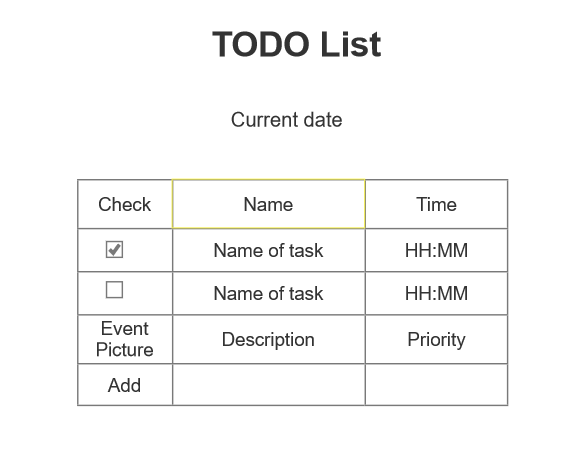 TODO List
Current date
Check Name Time
Name of task HH:MM
Name of task HH:MM
Event
Picture Description Priority
Add